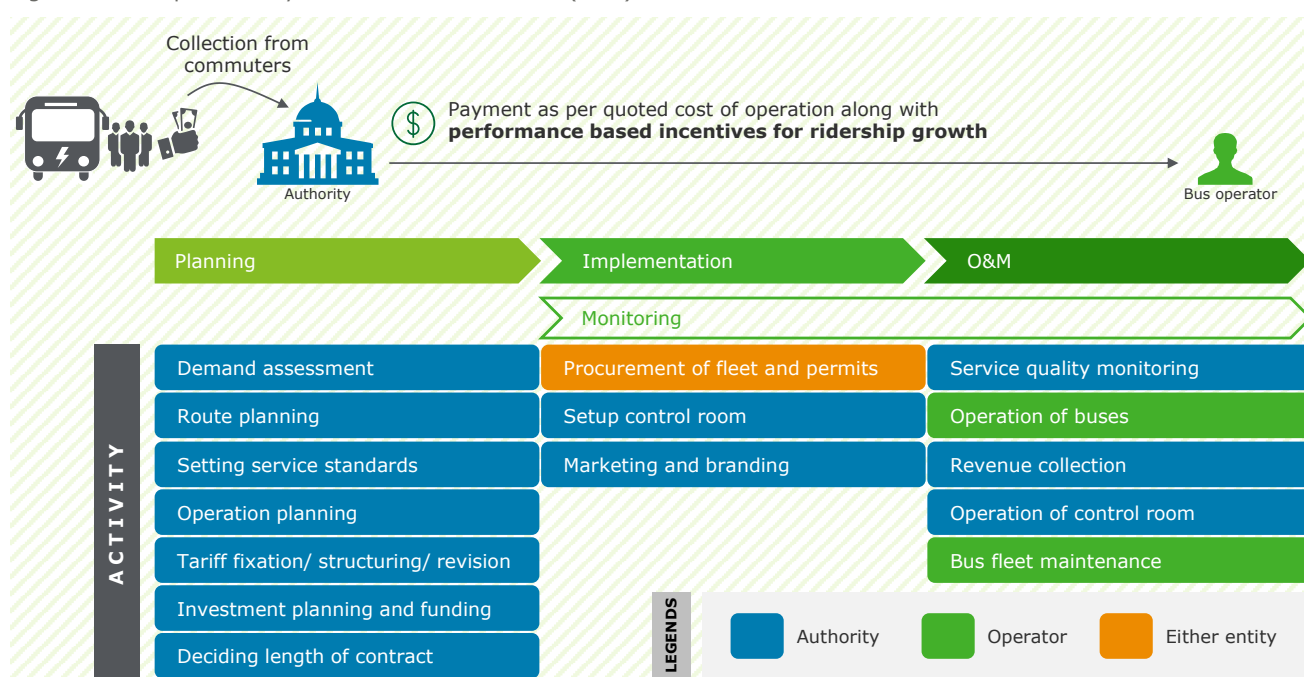 Collection from
commuters
Payment as per quoted cost of operation along with
performance based incentives for ridership growth
$
Authority
Bus operator
Planning
Implementation
O&M
Monitoring
ACTIVITY
Demand assessment
Procurement of fleet and permits
Service quality monitoring
Route planning
Setup control room
Operation of buses
Setting service standards
Marketing and branding
Revenue collection
Operation planning
Operation of control room
Tariff fixation/ structuring/ revision
Bus fleet maintenance
Investment planning and funding
Deciding length of contract
LEGENDS
Authority
Operator
Either entity